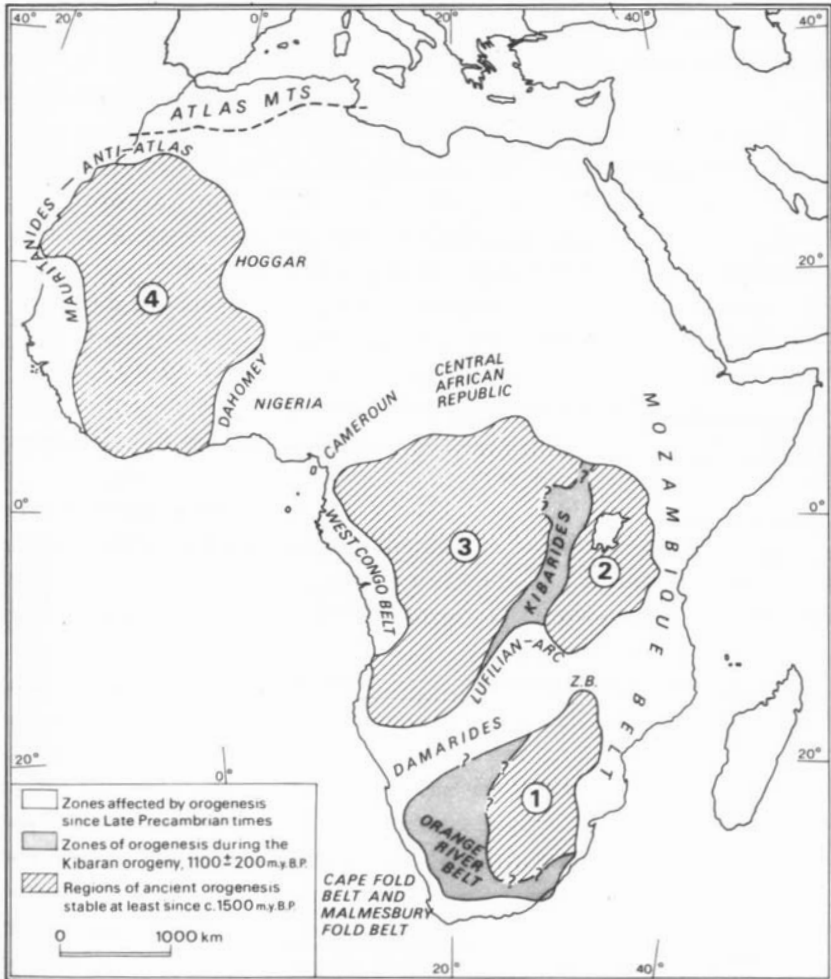 40° 20° 0° 20° 40°
ATLAS MTS
MAURITANIDES – ANTI-ATLAS
HOGGAR
20° 20°
4
DAHOMEY
NIGERIA
CAMEROUN
CENTRAL
AFRICAN
REPUBLIC
MOZAMBIQUE BELT
0° 0°
WEST CONGO BELT
3
KIBARIDES
?
?
2
LUFILIAN-ARC
Z.B.
DAMARIDES
20° 20°
0°
?
?
?
1
ORANGE
RIVER
BELT
?
?
CAPE FOLD
BELT AND
MALMESBURY
FOLD BELT
Zones affected by orogenesis
since Late Precambrian times
Zones of orogenesis during the
Kibaran orogeny, 1100 ± 200 m.y. B.P.
Regions of ancient orogenesis
stable at least since c. 1500 m.y. B.P.
0 1000 km
20° 40°